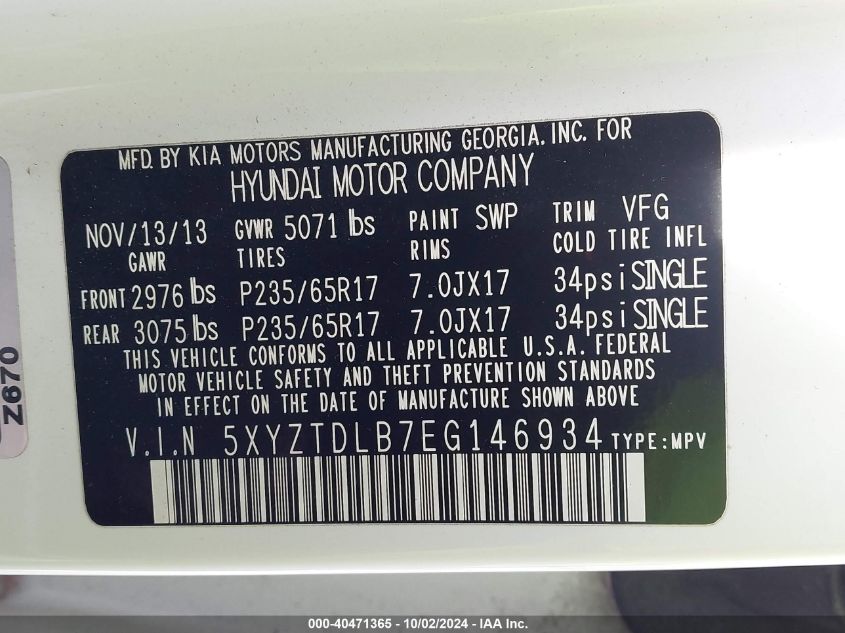 MFD. BY KIA MOTORS MANUFACTURING GEORGIA. INC. FOR
HYUNDAI MOTOR COMPANY
NOV/13/13 GVWR 5071 lbs PAINT SWP TRIM VFG
GAWR TIRES RIMS COLD TIRE INFL
FRONT 2976 lbs P235/65R17 7.0JX17 34psi SINGLE
REAR 3075 lbs P235/65R17 7.0JX17 34psi SINGLE
THIS VEHICLE CONFORMS TO ALL APPLICABLE U.S.A. FEDERAL
MOTOR VEHICLE SAFETY AND THEFT PREVENTION STANDARDS
IN EFFECT ON THE DATE OF MANUFACTURE SHOWN ABOVE
V.I.N 5XYZTDLB7EG146934 TYPE:MPV
Z670
000-40471365 - 10/02/2024 - IAA Inc.